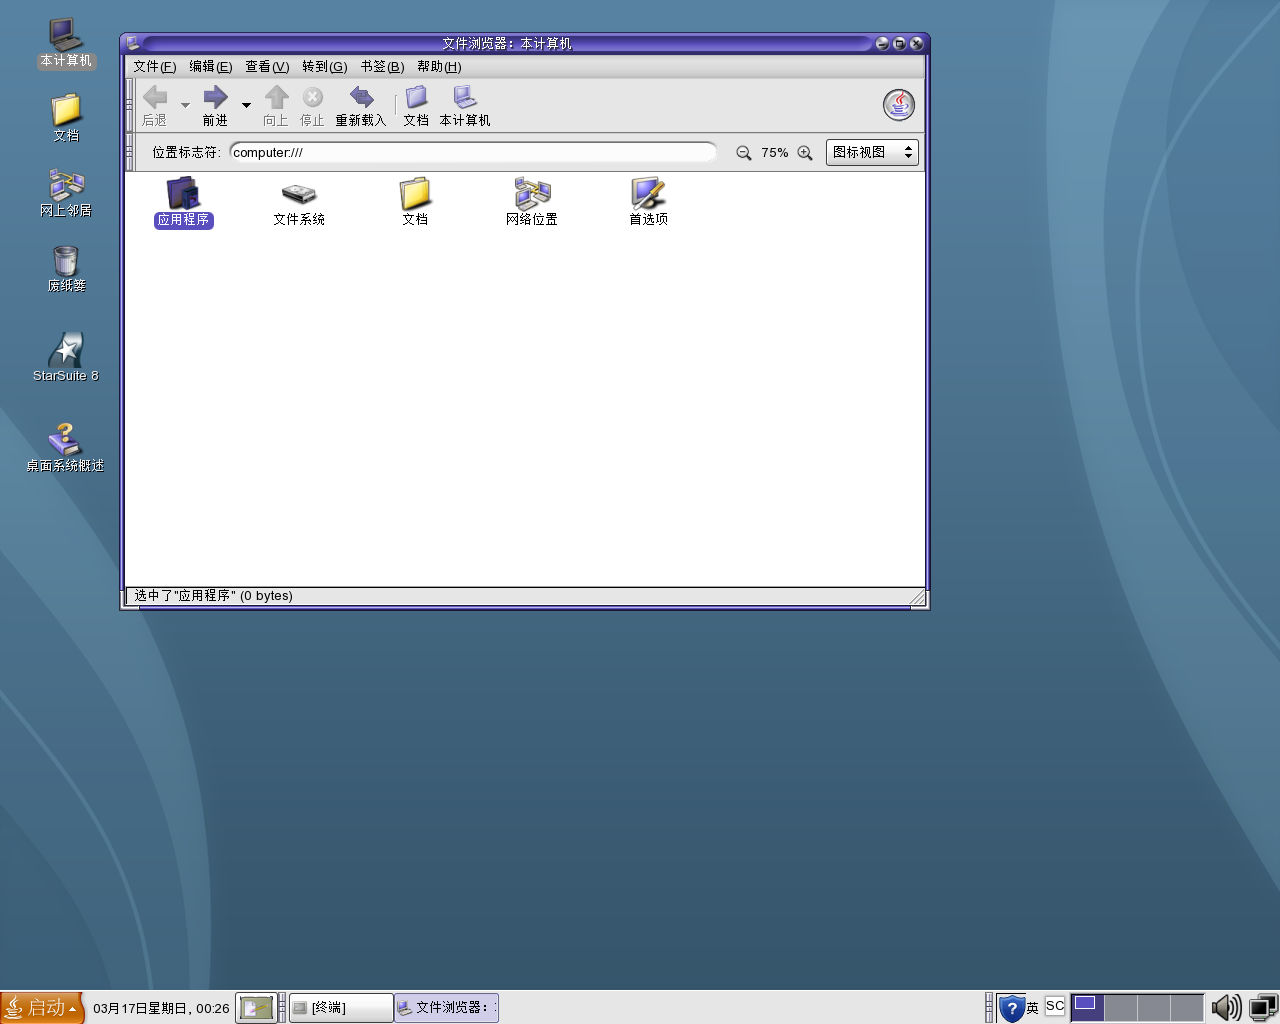 本计算机
文档
网上邻居
废纸篓
StarSuite 8
桌面系统概述
文件浏览器：本计算机
文件(F) 编辑(E) 查看(V) 转到(G) 书签(B) 帮助(H)
后退 前进 向上 停止 重新载入 文档 本计算机
位置标志符: computer:/// 75% 图标视图
应用程序 文件系统 文档 网络位置 首选项
选中了"应用程序" (0 bytes)
启动 03月17日星期日, 00:26 [终端] 文件浏览器： 英 SC